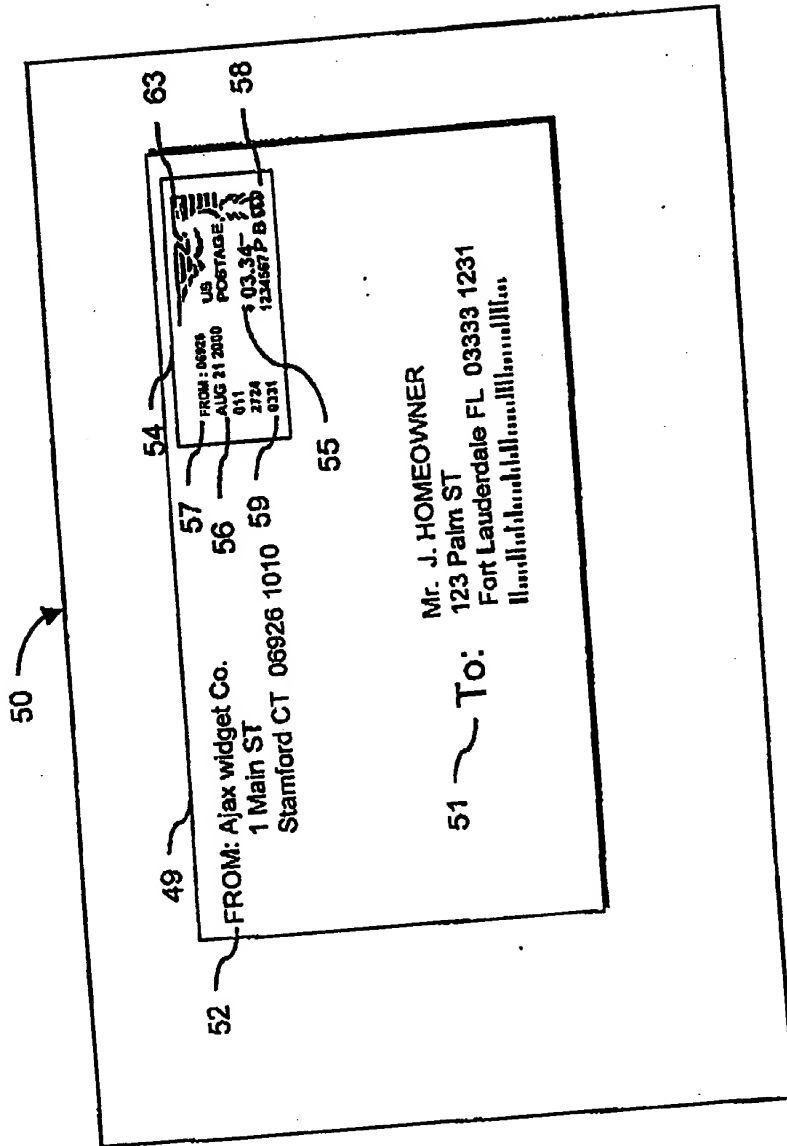 50
49
54
63
52
FROM: Ajax widget Co.
1 Main ST
Stamford CT 06926 1010
57
FROM: 06926
US
56
AUG 21 2000
POSTAGE
011
$ 03.34
2724
1234567 P B
58
59
0331
55
51
To:
Mr. J. HOMEOWNER
123 Palm ST
Fort Lauderdale FL 03333 1231